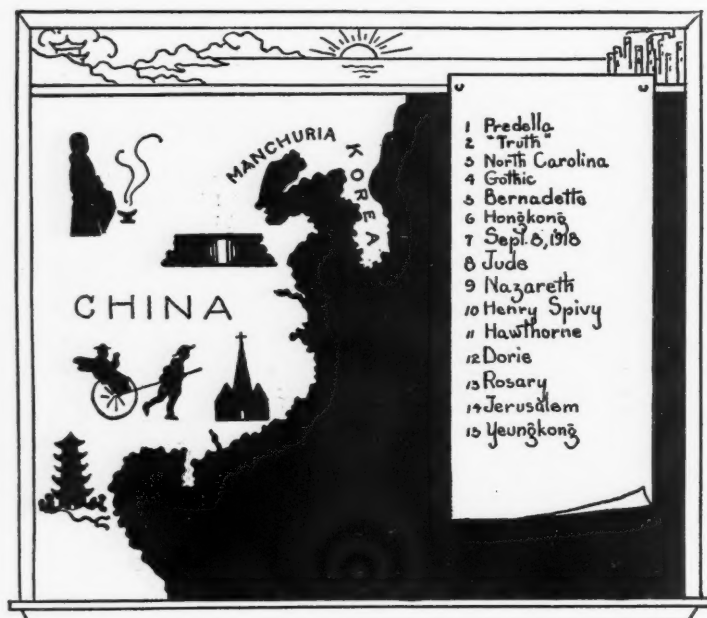 MANCHURIA
KOREA
CHINA
1 Predella
2 "Truth"
3 North Carolina
4 Gothic
5 Bernadette
6 Hongkong
7 Sept. 8, 1918
8 Jude
9 Nazareth
10 Henry Spivy
11 Hawthorne
12 Doric
13 Rosary
14 Jerusalem
15 Yeungkong